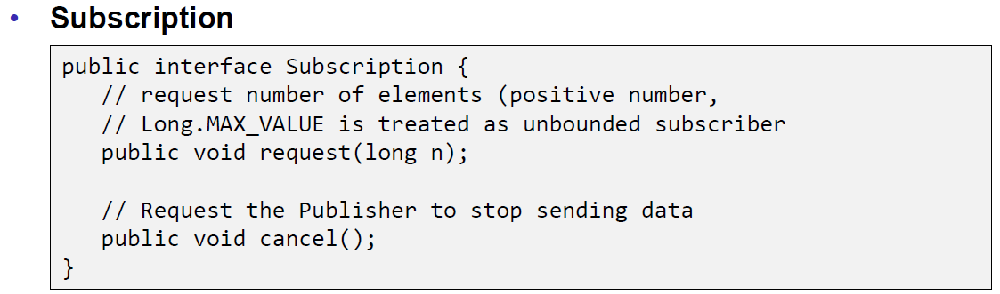 • Subscription
public interface Subscription {
// request number of elements (positive number,
// Long.MAX_VALUE is treated as unbounded subscriber
public void request(long n);
// Request the Publisher to stop sending data
public void cancel();
}